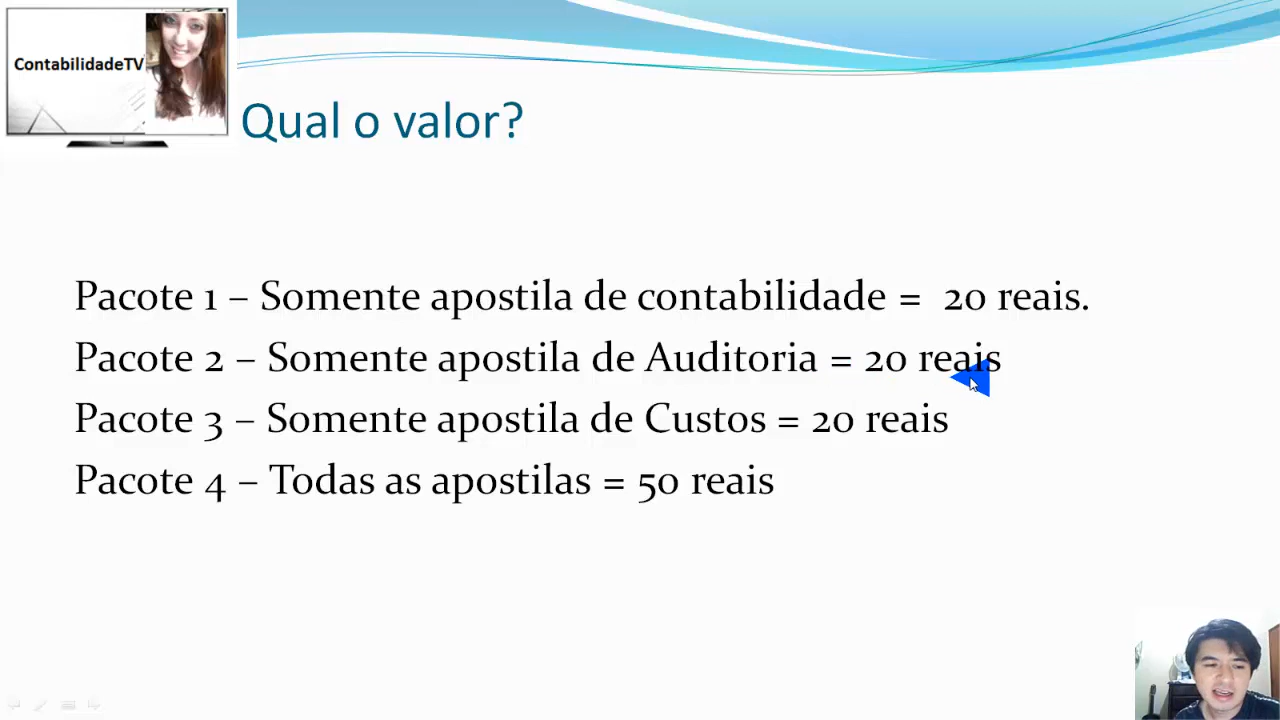 ContabilidadeTV
Qual o valor?
Pacote 1 – Somente apostila de contabilidade = 20 reais.
Pacote 2 – Somente apostila de Auditoria = 20 reais
Pacote 3 – Somente apostila de Custos = 20 reais
Pacote 4 – Todas as apostilas = 50 reais